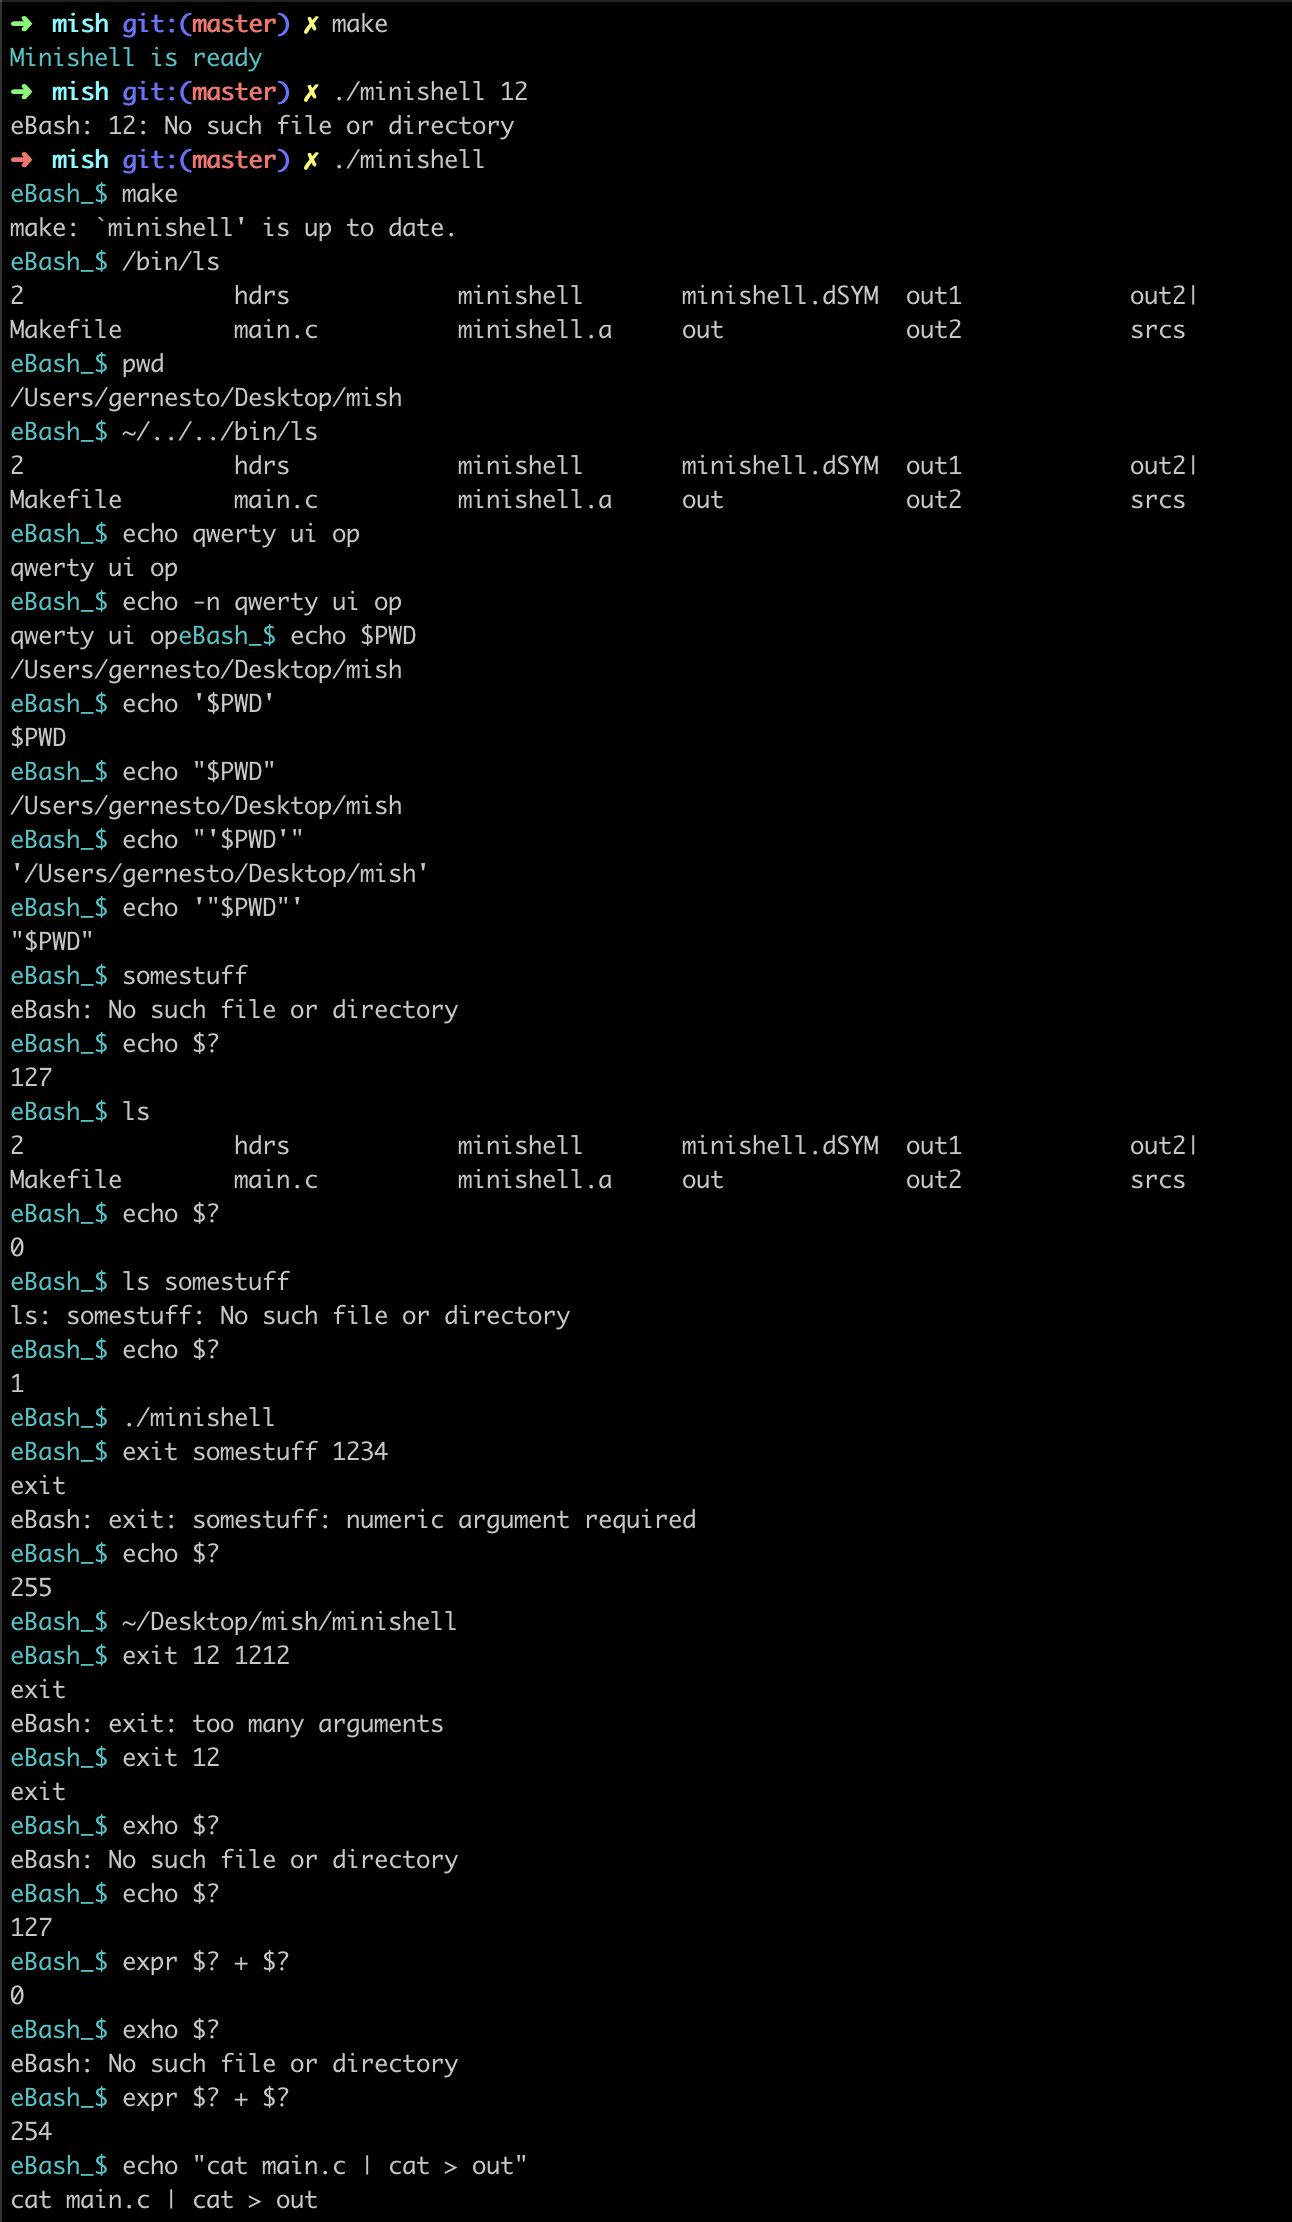 ➜  mish git:(master) ✗ make
Minishell is ready
➜  mish git:(master) ✗ ./minishell 12
eBash: 12: No such file or directory
➜  mish git:(master) ✗ ./minishell
eBash_$ make
make: `minishell' is up to date.
eBash_$ /bin/ls
2               hdrs            minishell       minishell.dSYM  out1            out2|
Makefile        main.c          minishell.a     out             out2            srcs
eBash_$ pwd
/Users/gernesto/Desktop/mish
eBash_$ ~/../../bin/ls
2               hdrs            minishell       minishell.dSYM  out1            out2|
Makefile        main.c          minishell.a     out             out2            srcs
eBash_$ echo qwerty ui op
qwerty ui op
eBash_$ echo -n qwerty ui op
qwerty ui opeBash_$ echo $PWD
/Users/gernesto/Desktop/mish
eBash_$ echo '$PWD'
$PWD
eBash_$ echo "$PWD"
/Users/gernesto/Desktop/mish
eBash_$ echo "'$PWD'"
'/Users/gernesto/Desktop/mish'
eBash_$ echo '"$PWD"'
"$PWD"
eBash_$ somestuff
eBash: No such file or directory
eBash_$ echo $?
127
eBash_$ ls
2               hdrs            minishell       minishell.dSYM  out1            out2|
Makefile        main.c          minishell.a     out             out2            srcs
eBash_$ echo $?
0
eBash_$ ls somestuff
ls: somestuff: No such file or directory
eBash_$ echo $?
1
eBash_$ ./minishell
eBash_$ exit somestuff 1234
exit
eBash: exit: somestuff: numeric argument required
eBash_$ echo $?
255
eBash_$ ~/Desktop/mish/minishell
eBash_$ exit 12 1212
exit
eBash: exit: too many arguments
eBash_$ exit 12
exit
eBash_$ exho $?
eBash: No such file or directory
eBash_$ echo $?
127
eBash_$ expr $? + $?
0
eBash_$ exho $?
eBash: No such file or directory
eBash_$ expr $? + $?
254
eBash_$ echo "cat main.c | cat > out"
cat main.c | cat > out